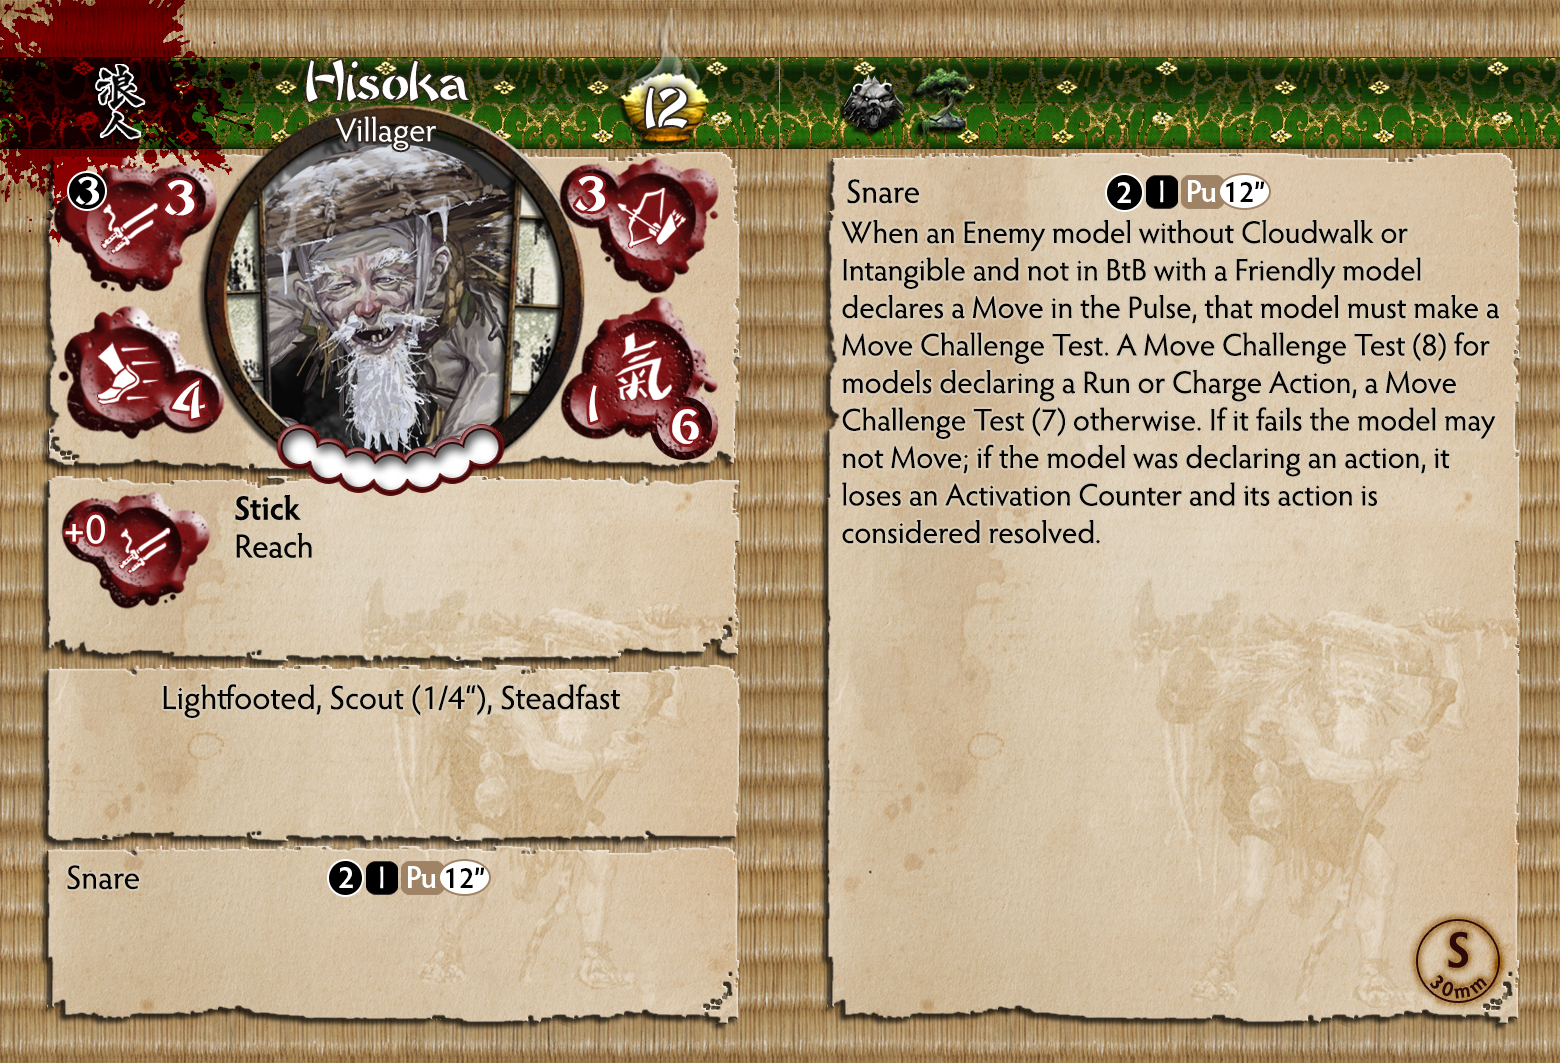 浪人
Hisoka
Villager
12
3 3
3
4
氣
1 6
+0
Stick
Reach
Lightfooted, Scout (1/4“), Steadfast
Snare 2 1 Pu 12”
Snare 2 1 Pu 12”
When an Enemy model without Cloudwalk or
Intangible and not in BtB with a Friendly model
declares a Move in the Pulse, that model must make a
Move Challenge Test. A Move Challenge Test (8) for
models declaring a Run or Charge Action, a Move
Challenge Test (7) otherwise. If it fails the model may
not Move; if the model was declaring an action, it
loses an Activation Counter and its action is
considered resolved.
S
30mm